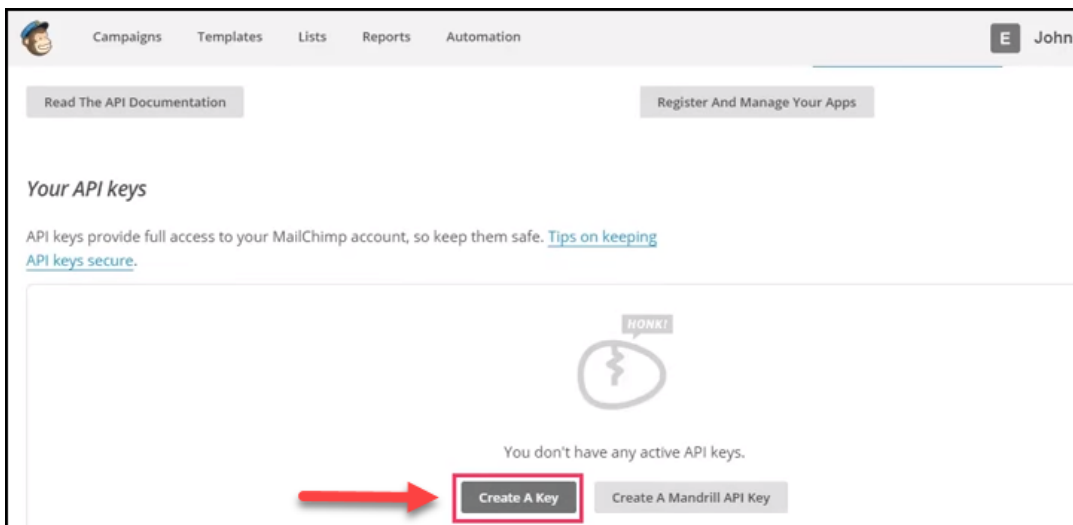 Campaigns Templates Lists Reports Automation E John
Read The API Documentation Register And Manage Your Apps
Your API keys
API keys provide full access to your MailChimp account, so keep them safe. Tips on keeping
API keys secure.
HONK!
You don't have any active API keys.
Create A Key Create A Mandrill API Key